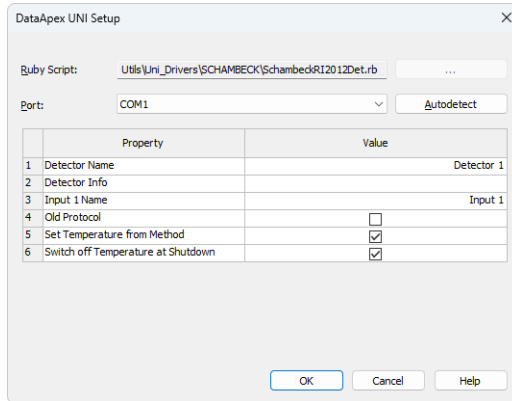 DataApex UNI Setup
Ruby Script: Utils\Uni_Drivers\SCHAMBECK\SchambeckRI2012Det.rb ...
Port: COM1 Autodetect
Property Value
1 Detector Name Detector 1
2 Detector Info
3 Input 1 Name Input 1
4 Old Protocol
5 Set Temperature from Method
6 Switch off Temperature at Shutdown
OK Cancel Help